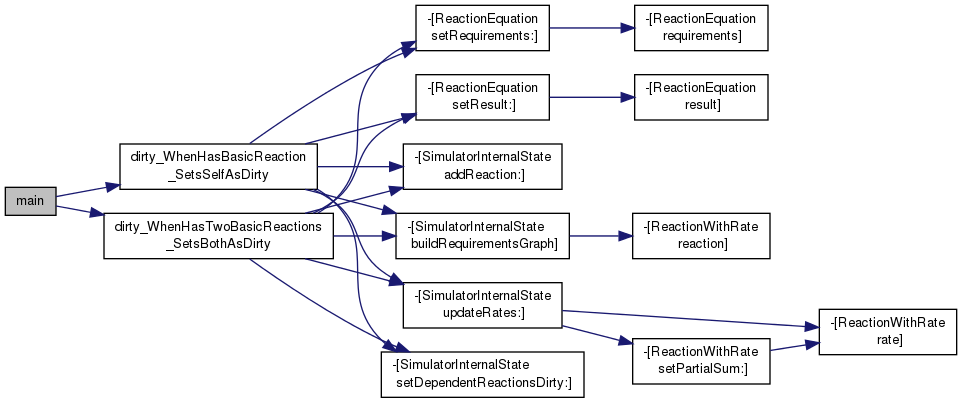 main
dirty_WhenHasBasicReaction
_SetsSelfAsDirty
dirty_WhenHasTwoBasicReactions
_SetsBothAsDirty
-[ReactionEquation
setRequirements:]
-[ReactionEquation
setResult:]
-[SimulatorInternalState
addReaction:]
-[SimulatorInternalState
buildRequirementsGraph]
-[SimulatorInternalState
updateRates:]
-[SimulatorInternalState
setDependentReactionsDirty:]
-[ReactionEquation
requirements]
-[ReactionEquation
result]
-[ReactionWithRate
reaction]
-[ReactionWithRate
setPartialSum:]
-[ReactionWithRate
rate]